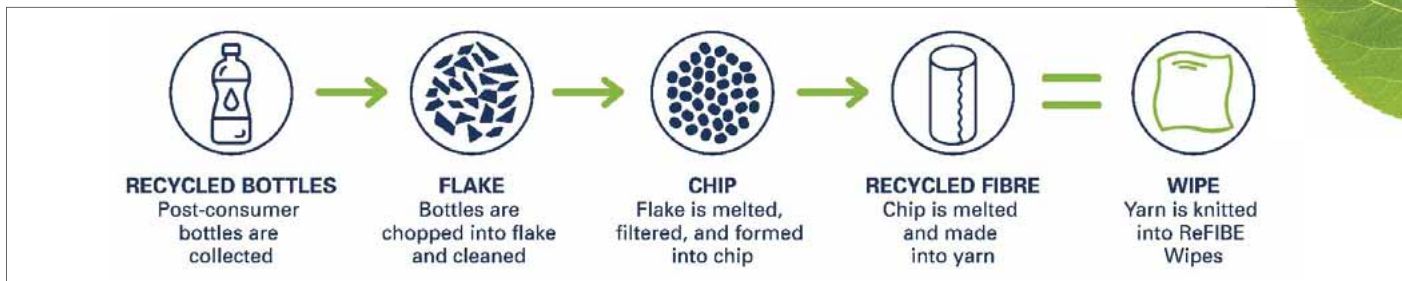 RECYCLED BOTTLES
Post-consumer
bottles are
collected
FLAKE
Bottles are
chopped into flake
and cleaned
CHIP
Flake is melted,
filtered, and formed
into chip
RECYCLED FIBRE
Chip is melted
and made
into yarn
WIPE
Yarn is knitted
into ReFIBE
Wipes